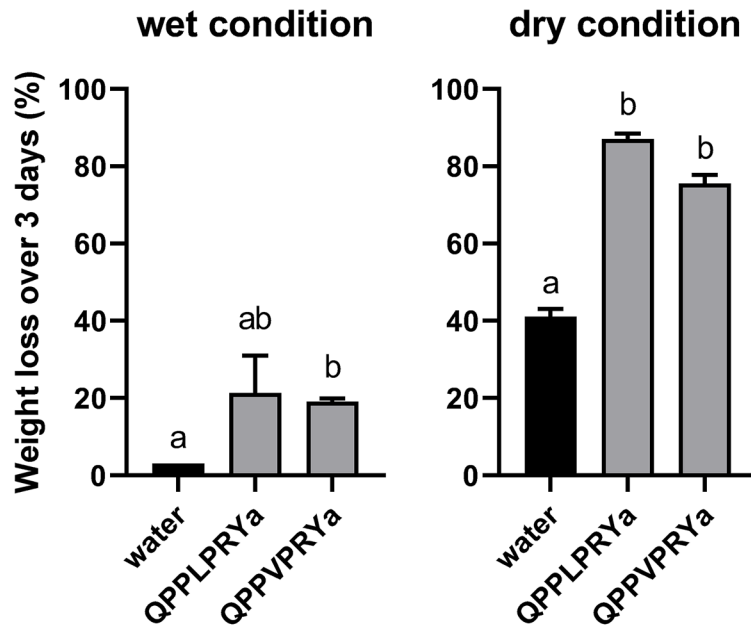 wet condition
dry condition
Weight loss over 3 days (%)
100
80
60
40
20
0
a
ab
b
water
QPPLPRYa
QPPVPRYa
100
80
60
40
20
0
a
b
b
water
QPPLPRYa
QPPVPRYa